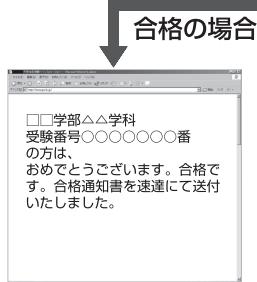 合格の場合
□□学部△△学科
受験番号○○○○○○○番
の方は、
おめでとうございます。合格で
す。合格通知書を速達にて送付
いたしました。